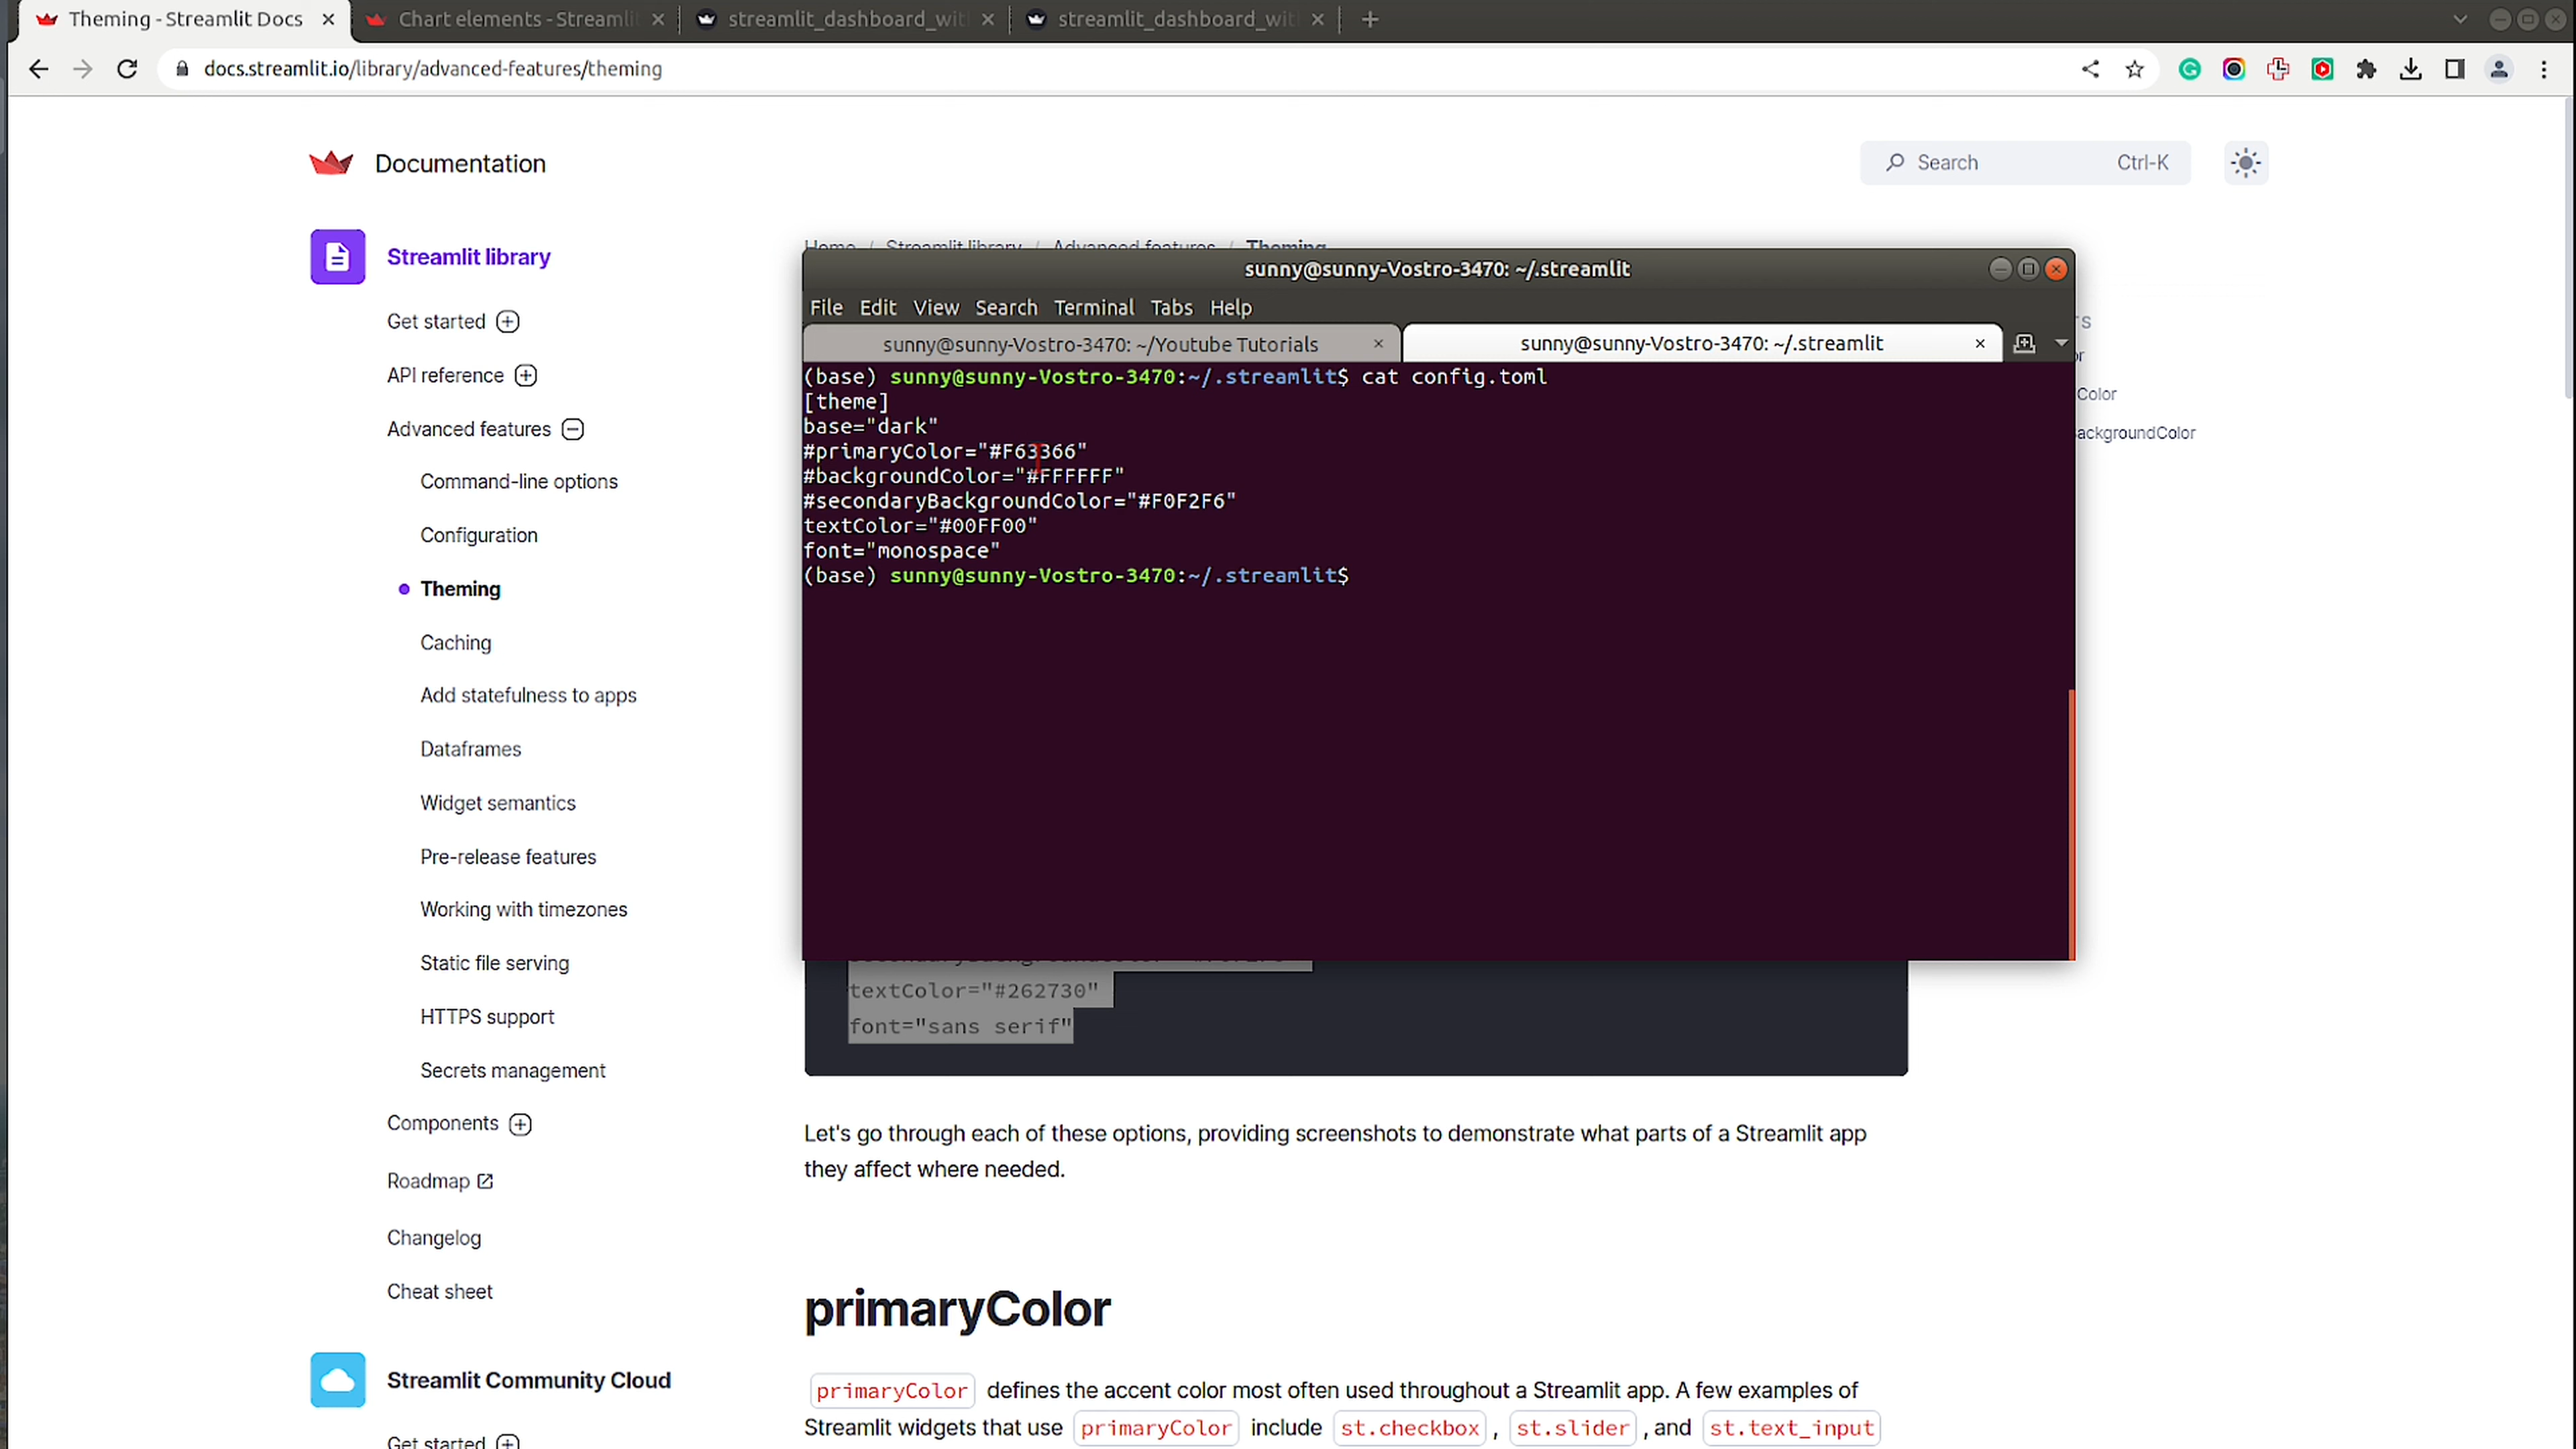 Theming - Streamlit Docs
Chart elements - Streamli
streamlit_dashboard_wit
streamlit_dashboard_wit
docs.streamlit.io/library/advanced-features/theming
Documentation
Search Ctrl-K
Streamlit library
Get started
API reference
Advanced features
Command-line options
Configuration
Theming
Caching
Add statefulness to apps
Dataframes
Widget semantics
Pre-release features
Working with timezones
Static file serving
HTTPS support
Secrets management
Components
Roadmap
Changelog
Cheat sheet
Streamlit Community Cloud
Get started
Home / Streamlit library / Advanced features / Theming
sunny@sunny-Vostro-3470: ~/.streamlit
File Edit View Search Terminal Tabs Help
sunny@sunny-Vostro-3470: ~/Youtube Tutorials
sunny@sunny-Vostro-3470: ~/.streamlit
(base) sunny@sunny-Vostro-3470:~/.streamlit$ cat config.toml
[theme]
base="dark"
#primaryColor="#F63366"
#backgroundColor="#FFFFFF"
#secondaryBackgroundColor="#F0F2F6"
textColor="#00FF00"
font="monospace"
(base) sunny@sunny-Vostro-3470:~/.streamlit$
Color
ackgroundColor
textColor="#262730"
font="sans serif"
Let's go through each of these options, providing screenshots to demonstrate what parts of a Streamlit app
they affect where needed.
primaryColor
primaryColor defines the accent color most often used throughout a Streamlit app. A few examples of
Streamlit widgets that use primaryColor include st.checkbox , st.slider , and st.text_input